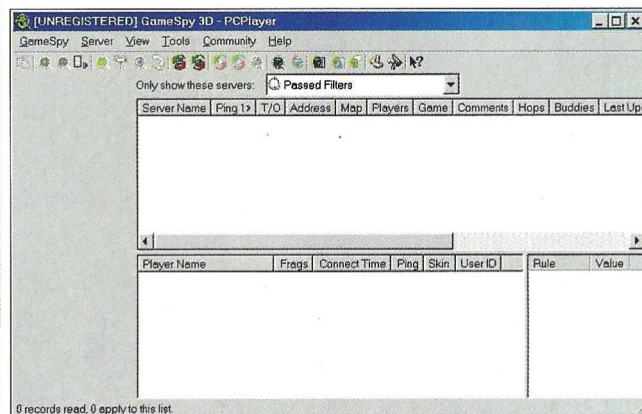 [UNREGISTERED] GameSpy 3D - PCPlayer
GameSpy Server View Tools Community Help
Only show these servers: Passed Filters
Server Name Ping 1> T/O Address Map Players Game Comments Hops Buddies Last Up
Player Name Frags Connect Time Ping Skin User ID Rule Value
0 records read, 0 apply to this list.